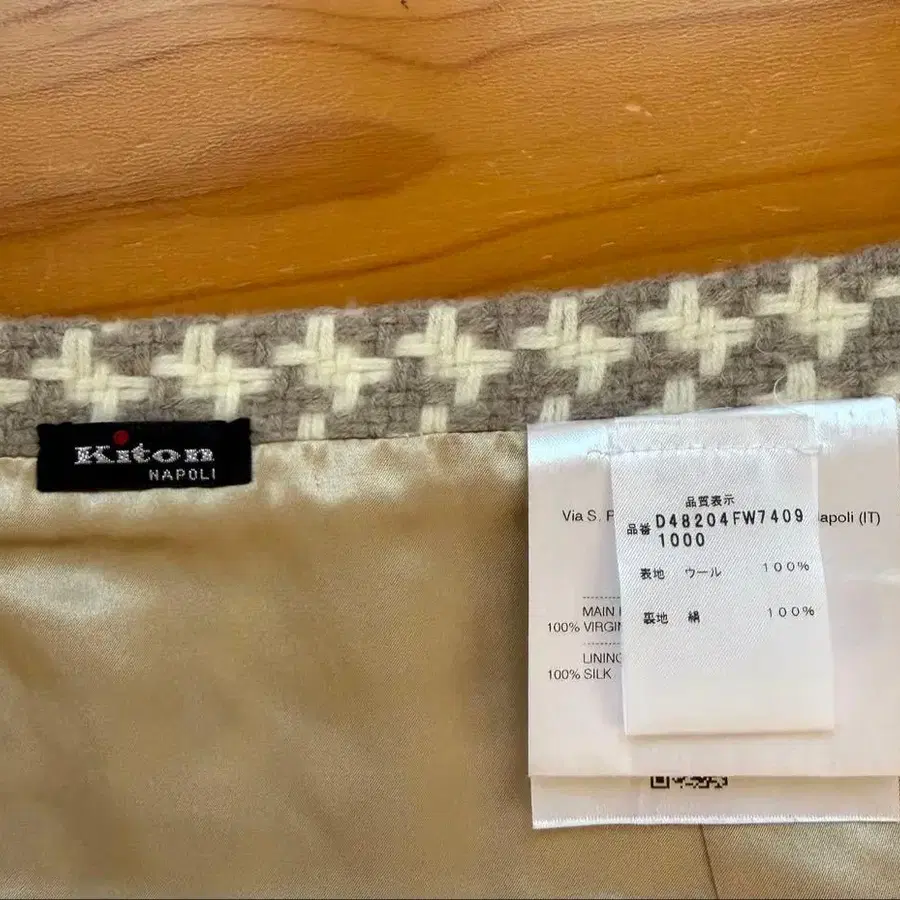 Kiton
NAPOLI
品質表示
Via S.
apoli (IT)
品番 D48204FW7409
1000
表地 ウール 100%
裏地 絹 100%
MAIN
100% VIRGIN
LINING
100% SILK